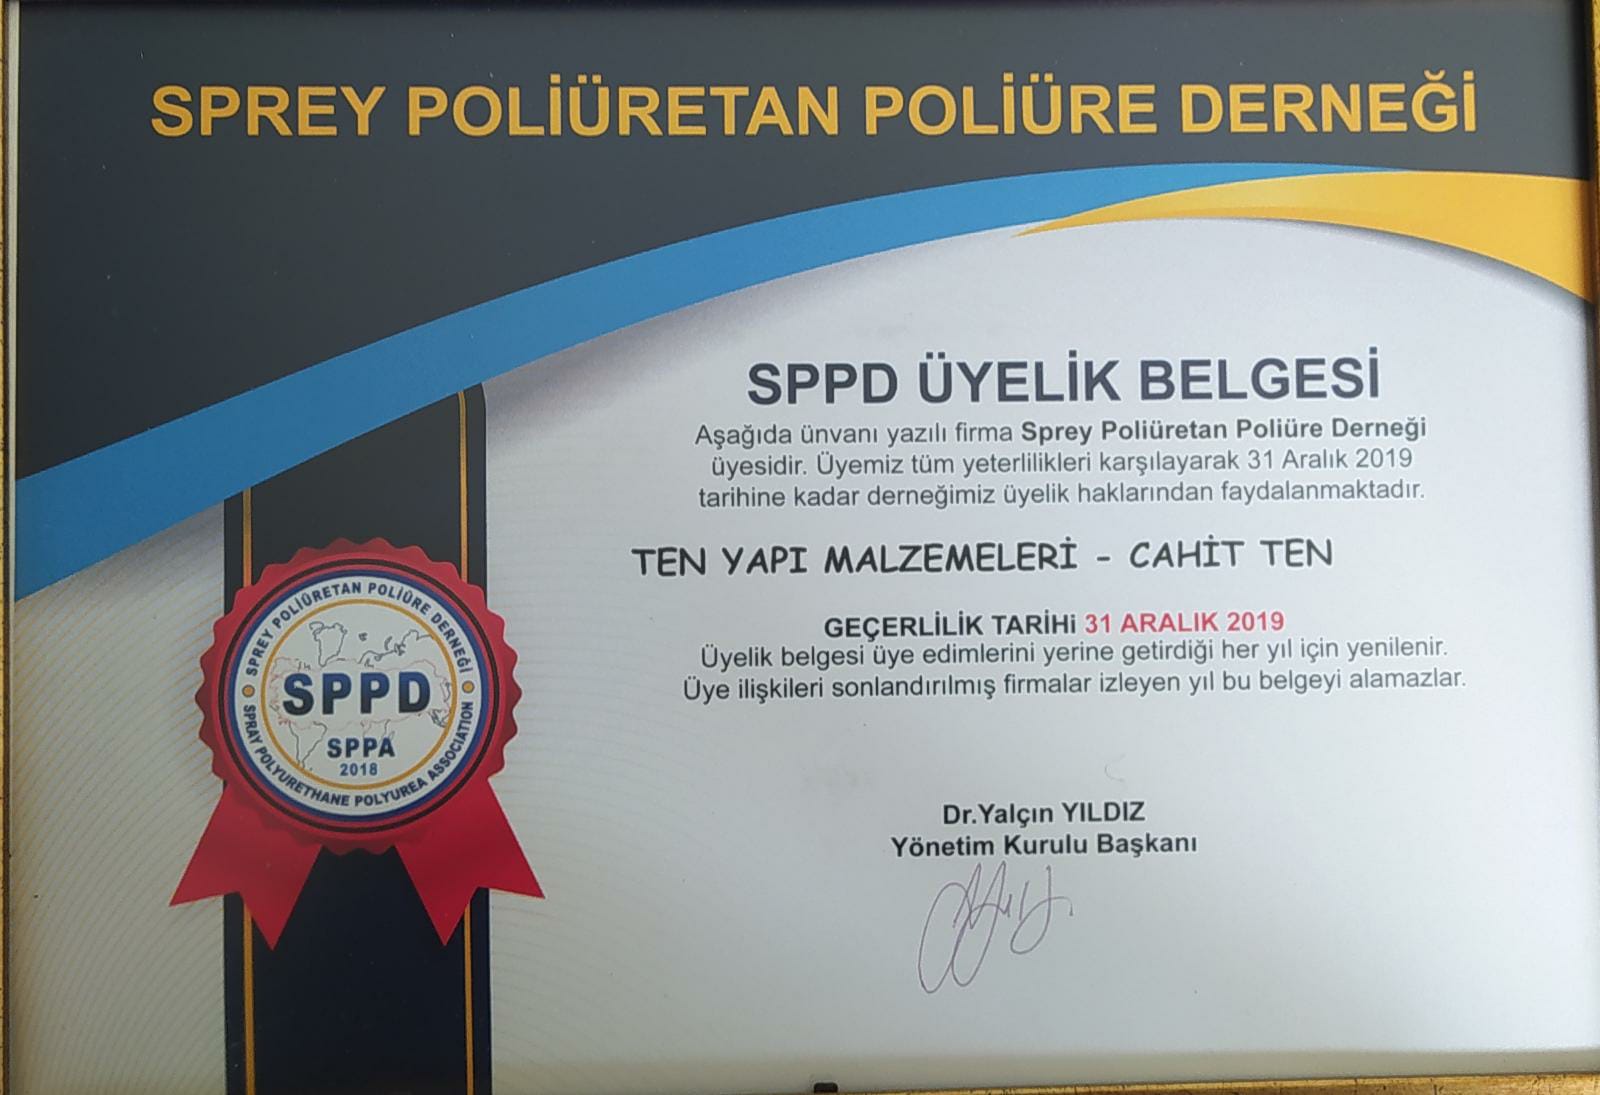 SPREY POLİÜRETAN POLİÜRE DERNEĞİ
SPPD ÜYELİK BELGESİ
Aşağıda ünvanı yazılı firma Sprey Poliüretan Poliüre Derneği
üyesidir. Üyemiz tüm yeterlilikleri karşılayarak 31 Aralık 2019
tarihine kadar derneğimiz üyelik haklarından faydalanmaktadır.
TEN YAPI MALZEMELERİ - CAHİT TEN
GEÇERLİLİK TARİHi 31 ARALIK 2019
Üyelik belgesi üye edimlerini yerine getirdiği her yıl için yenilenir.
Üye ilişkileri sonlandırılmış firmalar izleyen yıl bu belgeyi alamazlar.
SPREY POLİÜRETAN POLİÜRE DERNEĞİ
SPPD
SPPA
2018
SPRAY POLYURETHANE POLYUREA ASSOCIATION
Dr.Yalçın YILDIZ
Yönetim Kurulu Başkanı